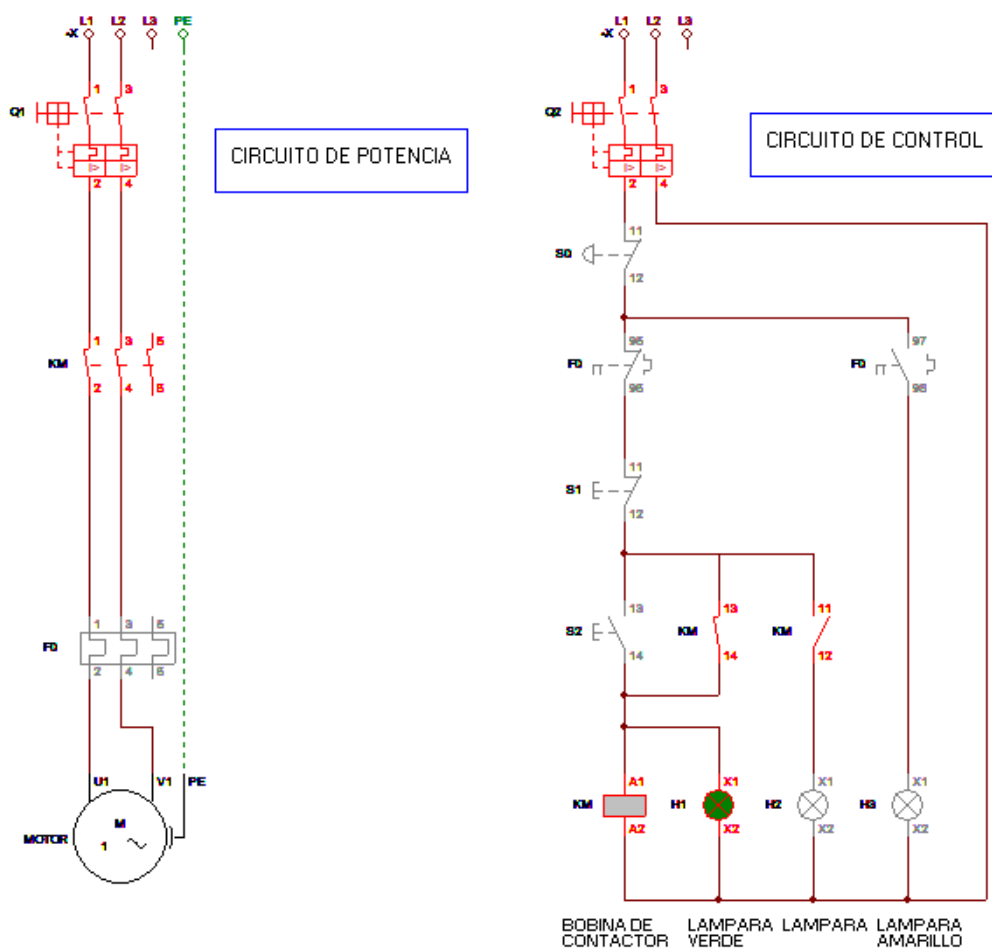 L1 L2 L3 PE
-X
1 3
Q1
2 4
CIRCUITO DE POTENCIA
1 3 5
KM
2 4 6
1 3 5
F0
2 4 6
U1 V1 PE
MOTOR
M
1
L1 L2 L3
-X
1 3
Q2
2 4
CIRCUITO DE CONTROL
11
S0
12
95 97
F0 F0
96 98
11
S1
12
13 13 11
S2 KM KM
14 14 12
A1 X1 X1 X1
KM H1 H2 H3
A2 X2 X2 X2
BOBINA DE LAMPARA LAMPARA LAMPARA
CONTACTOR VERDE AMARILLO